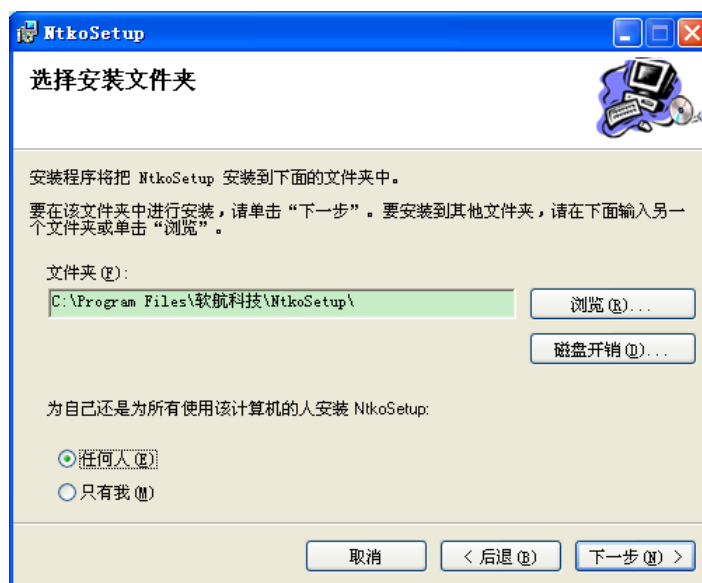 NtkoSetup
选择安装文件夹
安装程序将把 NtkoSetup 安装到下面的文件夹中。
要在该文件夹中进行安装，请单击“下一步”。要安装到其他文件夹，请在下面输入另一
个文件夹或单击“浏览”。
文件夹(F):
C:\Program Files\软航科技\NtkoSetup\
浏览(R)...
磁盘开销(D)...
为自己还是为所有使用该计算机的人安装 NtkoSetup:
任何人(E)
只有我(M)
取消
< 后退(B)
下一步(N) >